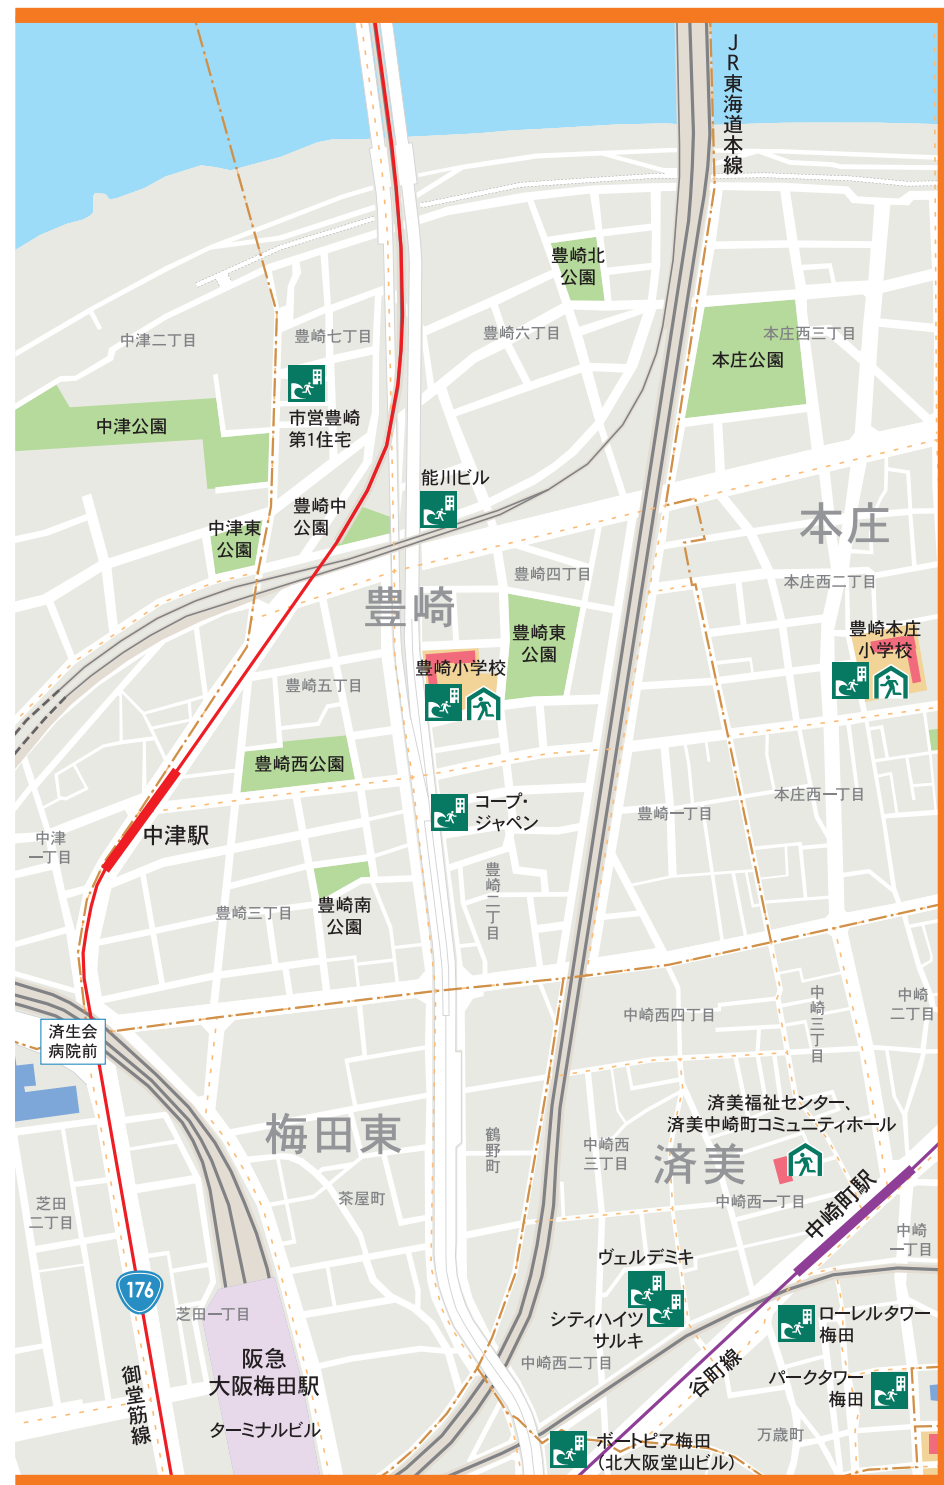 JR東海道本線
豊崎北
公園
中津二丁目
豊崎七丁目
豊崎六丁目
本庄西三丁目
本庄公園
市営豊崎
第1住宅
中津公園
能川ビル
豊崎中
公園
中津東
公園
本庄
豊崎四丁目
本庄西二丁目
豊崎
豊崎東
公園
豊崎本庄
小学校
豊崎小学校
豊崎五丁目
豊崎西公園
本庄西一丁目
コープ・
ジャペン
豊崎一丁目
中津駅
中津
一丁目
豊崎二丁目
豊崎三丁目
豊崎南
公園
中崎西四丁目
中崎三丁目
中崎
二丁目
済生会
病院前
済美福祉センター、
済美中崎町コミュニティホール
梅田東
鶴野町
中崎西
三丁目
済美
中崎西一丁目
中崎町駅
茶屋町
芝田
二丁目
中崎
一丁目
ヴェルデミキ
176
芝田一丁目
シティハイツ
サルキ
ローレルタワー
梅田
阪急
大阪梅田駅
ターミナルビル
御堂筋線
中崎西二丁目
谷町線
パークタワー
梅田
万歳町
ボートピア梅田
(北大阪堂山ビル)